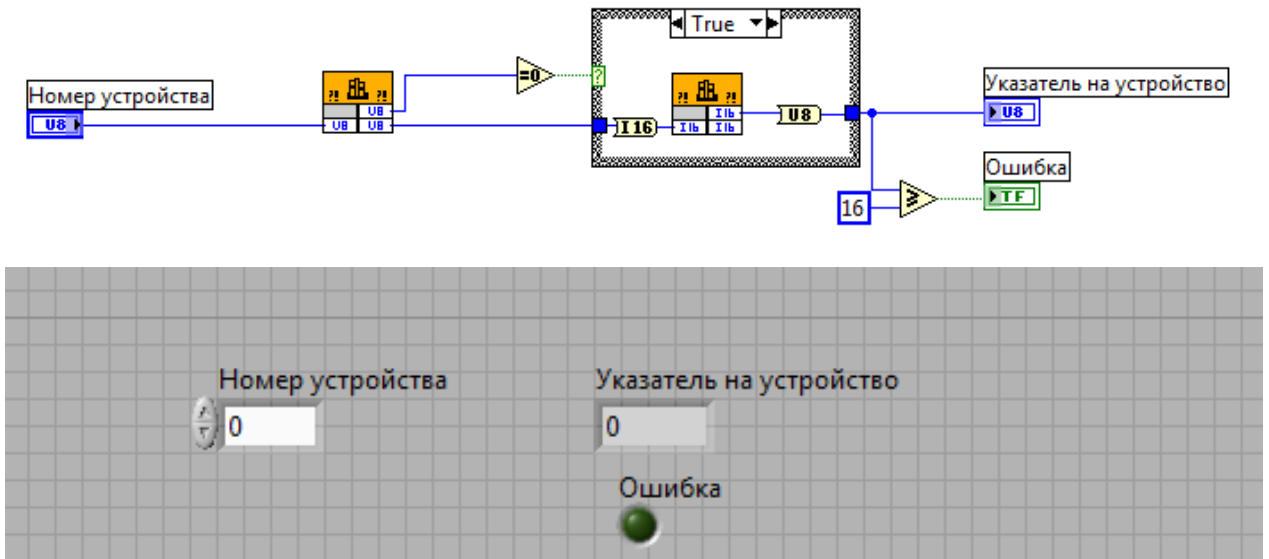 True
Номер устройства
U8
?! ?!
U8
U8 U8
=0
?
I16
?! ?!
I16
I16 I16
U8
Указатель на устройство
U8
Ошибка
TF
16
≥
Номер устройства
0
Указатель на устройство
0
Ошибка